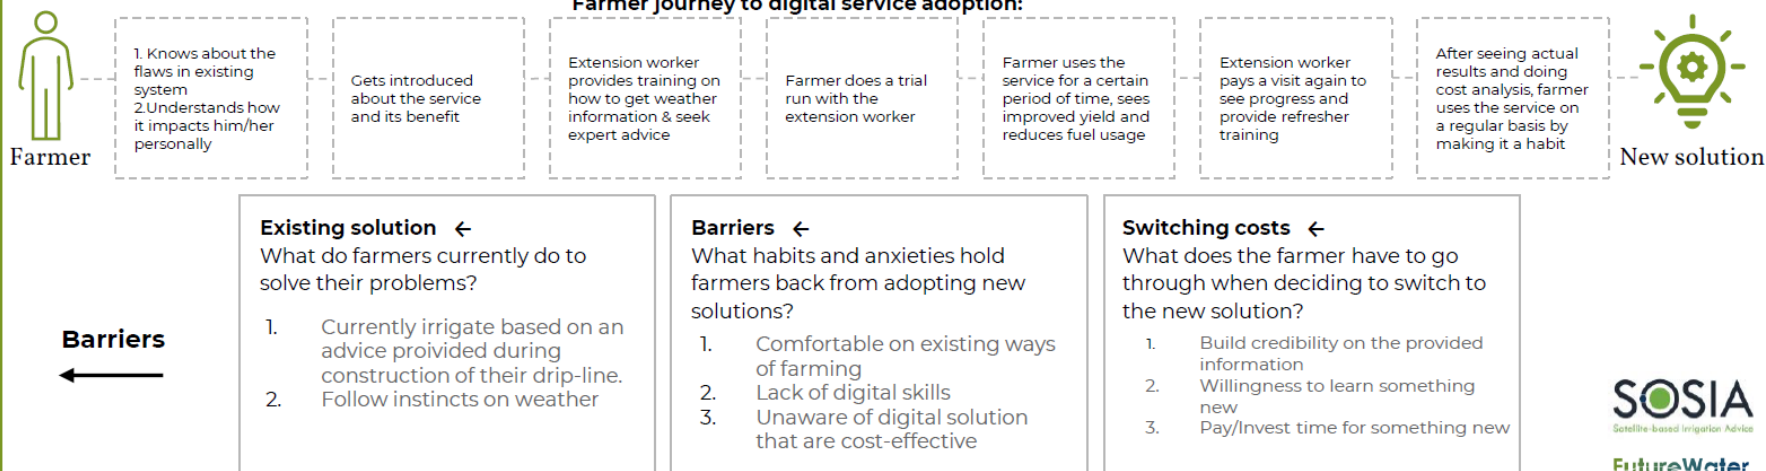 Farmer journey to digital service adoption:
1. Knows about the
flaws in existing
system
2.Understands how
it impacts him/her
personally
Gets introduced
about the service
and its benefit
Extension worker
provides training on
how to get weather
information & seek
expert advice
Farmer does a trial
run with the
extension worker
Farmer uses the
service for a certain
period of time, sees
improved yield and
reduces fuel usage
Extension worker
pays a visit again to
see progress and
provide refresher
training
After seeing actual
results and doing
cost analysis, farmer
uses the service on
a regular basis by
making it a habit
Farmer
New solution
Barriers
Existing solution ←
What do farmers currently do to
solve their problems?
1. Currently irrigate based on an
advice proivided during
construction of their drip-line.
2. Follow instincts on weather
Barriers ←
What habits and anxieties hold
farmers back from adopting new
solutions?
1. Comfortable on existing ways
of farming
2. Lack of digital skills
3. Unaware of digital solution
that are cost-effective
Switching costs ←
What does the farmer have to go
through when deciding to switch to
the new solution?
1. Build credibility on the provided
information
2. Willingness to learn something
new
3. Pay/Invest time for something new
SOSIA
Satellite-based Irrigation Advice
FutureWater